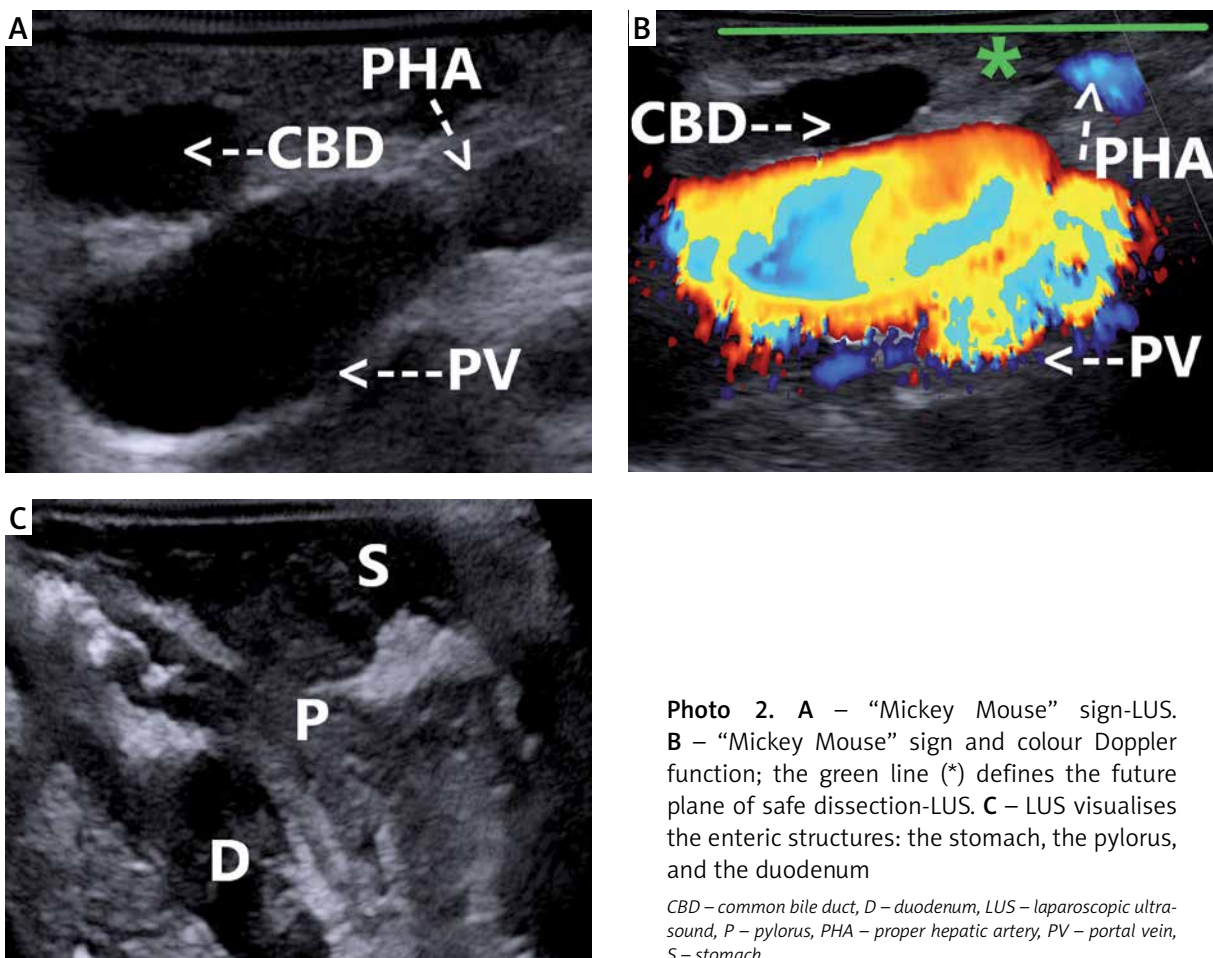 A
PHA
<--CBD
<---PV
B
*
CBD-->
PHA
<--PV
C
S
P
D
Photo 2. A – “Mickey Mouse” sign-LUS.
B – “Mickey Mouse” sign and colour Doppler
function; the green line (*) defines the future
plane of safe dissection-LUS. C – LUS visualises
the enteric structures: the stomach, the pylorus,
and the duodenum
CBD – common bile duct, D – duodenum, LUS – laparoscopic ultra-
sound, P – pylorus, PHA – proper hepatic artery, PV – portal vein,
S – stomach